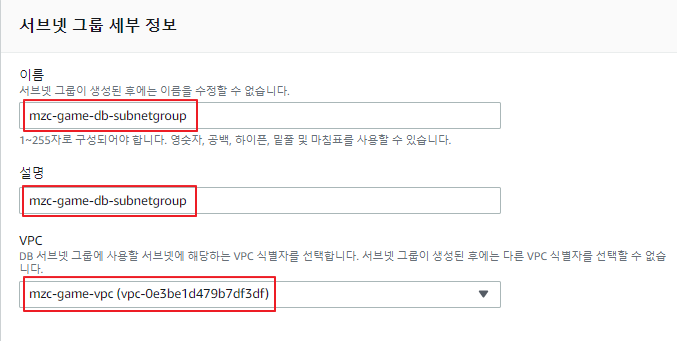 서브넷 그룹 세부 정보
이름
서브넷 그룹이 생성된 후에는 이름을 수정할 수 없습니다.
mzc-game-db-subnetgroup
1~255자로 구성되어야 합니다. 영숫자, 공백, 하이픈, 밑줄 및 마침표를 사용할 수 있습니다.
설명
mzc-game-db-subnetgroup
VPC
DB 서브넷 그룹에 사용할 서브넷에 해당하는 VPC 식별자를 선택합니다. 서브넷 그룹이 생성된 후에는 다른 VPC 식별자를 선택할 수 없습
니다.
mzc-game-vpc (vpc-0e3be1d479b7df3df)